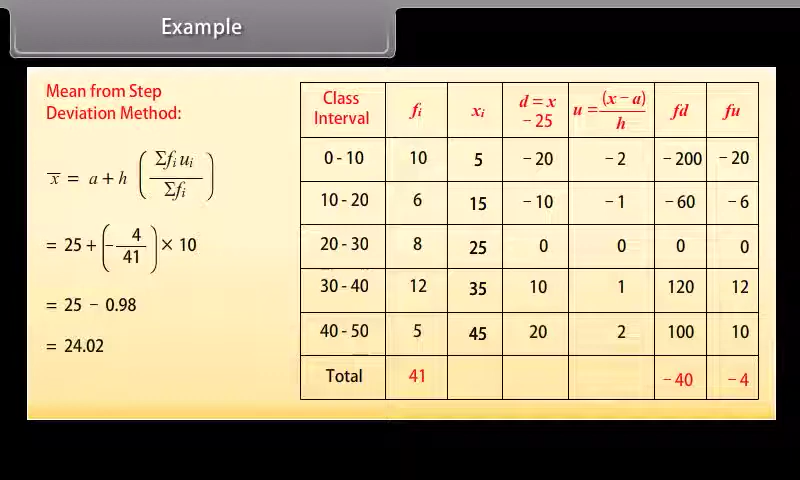 Example
Mean from Step
Deviation Method:
x̄ = a + h (Σfᵢuᵢ / Σfᵢ)
= 25 + (− 4/41) × 10
= 25 − 0.98
= 24.02
Class Interval fᵢ xᵢ d = x − 25 u = (x − a)/h fd fu
0 - 10 10 5 − 20 − 2 − 200 − 20
10 - 20 6 15 − 10 − 1 − 60 − 6
20 - 30 8 25 0 0 0 0
30 - 40 12 35 10 1 120 12
40 - 50 5 45 20 2 100 10
Total 41 − 40 − 4